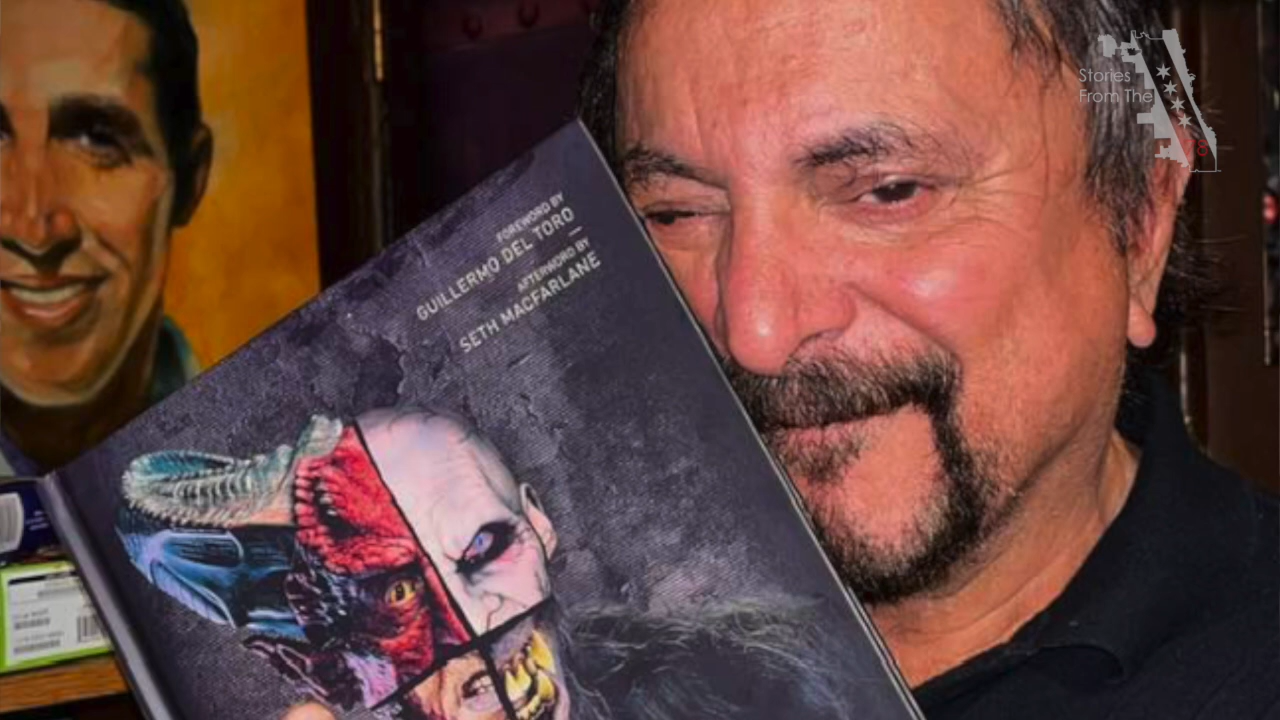 Stories
From The
FOREWORD BY
GUILLERMO DEL TORO
AFTERWORD BY
SETH MACFARLANE